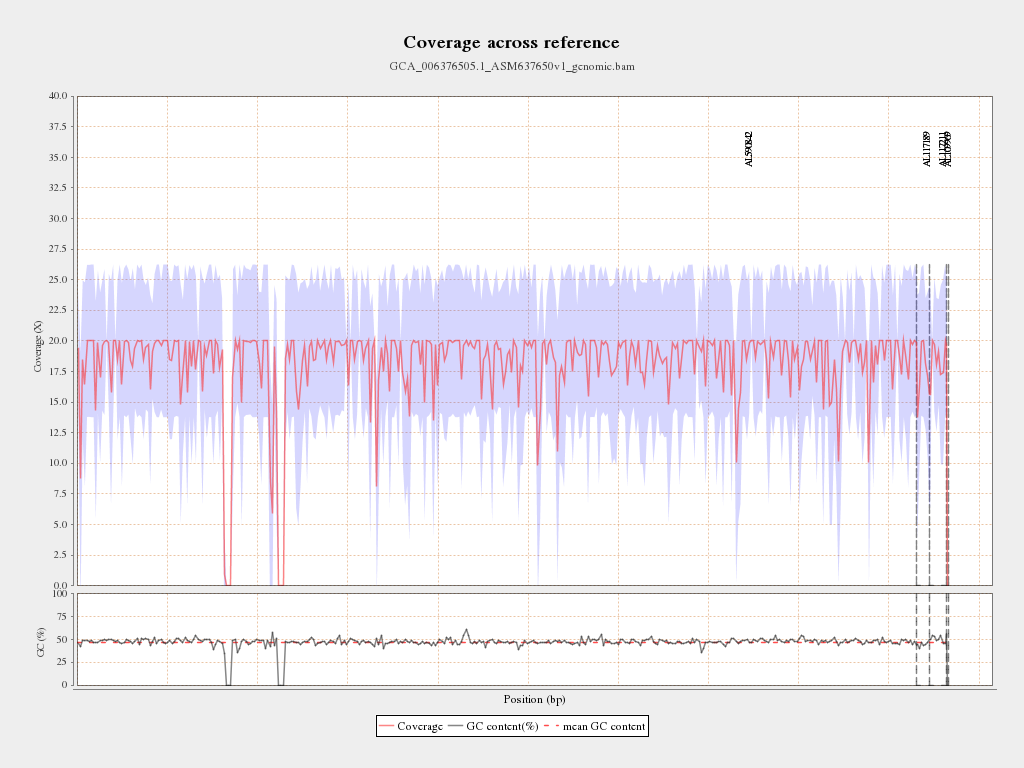 Coverage across reference
GCA_006376505.1_ASM637650v1_genomic.bam
40.0
37.5
35.0
32.5
30.0
27.5
25.0
22.5
20.0
17.5
15.0
12.5
10.0
7.5
5.0
2.5
0.0
Coverage (X)
AL590842
AL117189
AL117211
AL109969
100
75
50
25
0
GC (%)
Position (bp)
Coverage GC content(%) mean GC content